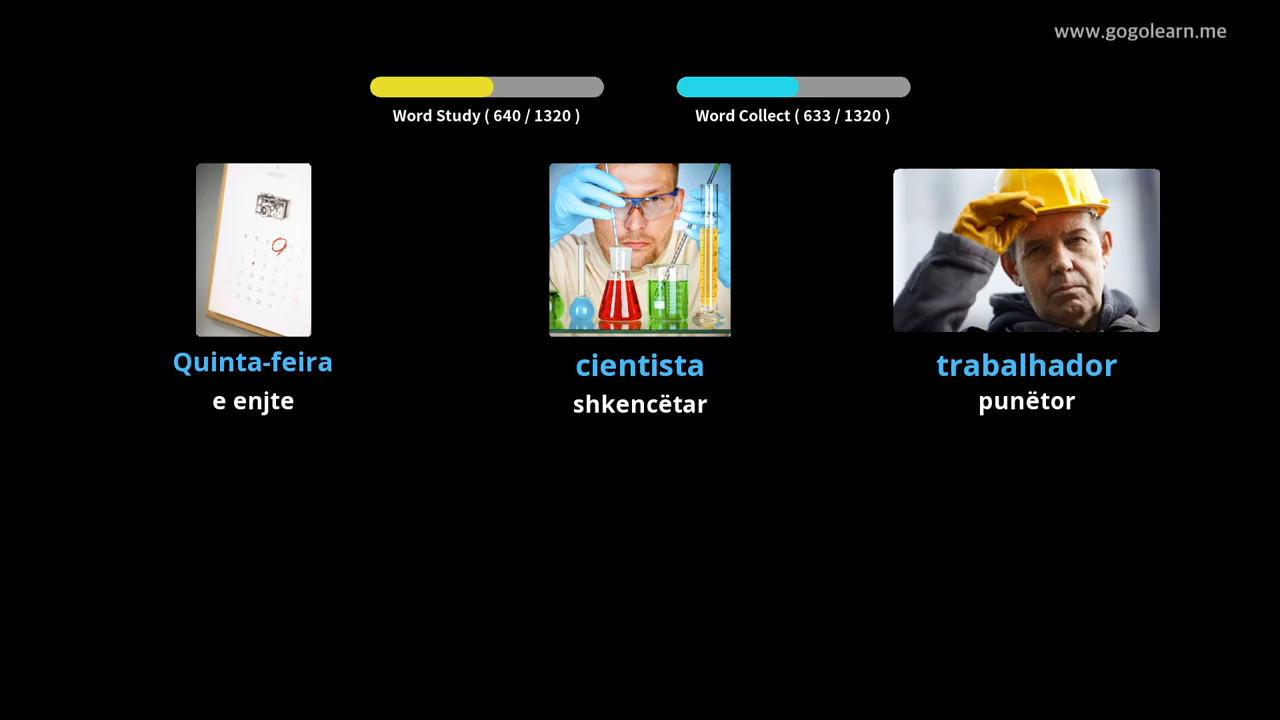 www.gogolearn.me
Word Study ( 640 / 1320 )
Word Collect ( 633 / 1320 )
Quinta-feira
cientista
trabalhador
e enjte
shkencëtar
punëtor